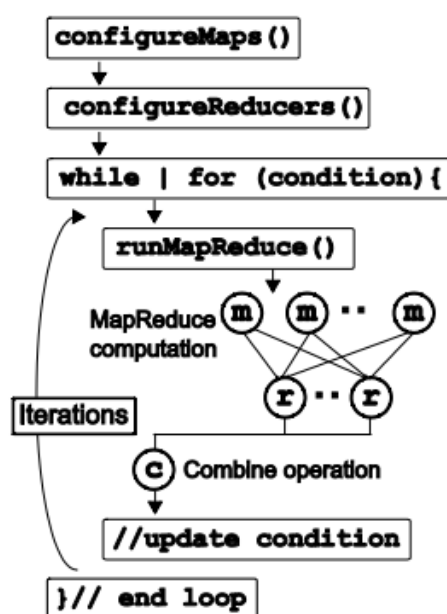 configureMaps()
configureReducers()
while | for (condition){
runMapReduce()
m m ·· m
MapReduce
computation
r ·· r
Iterations
c Combine operation
//update condition
}// end loop